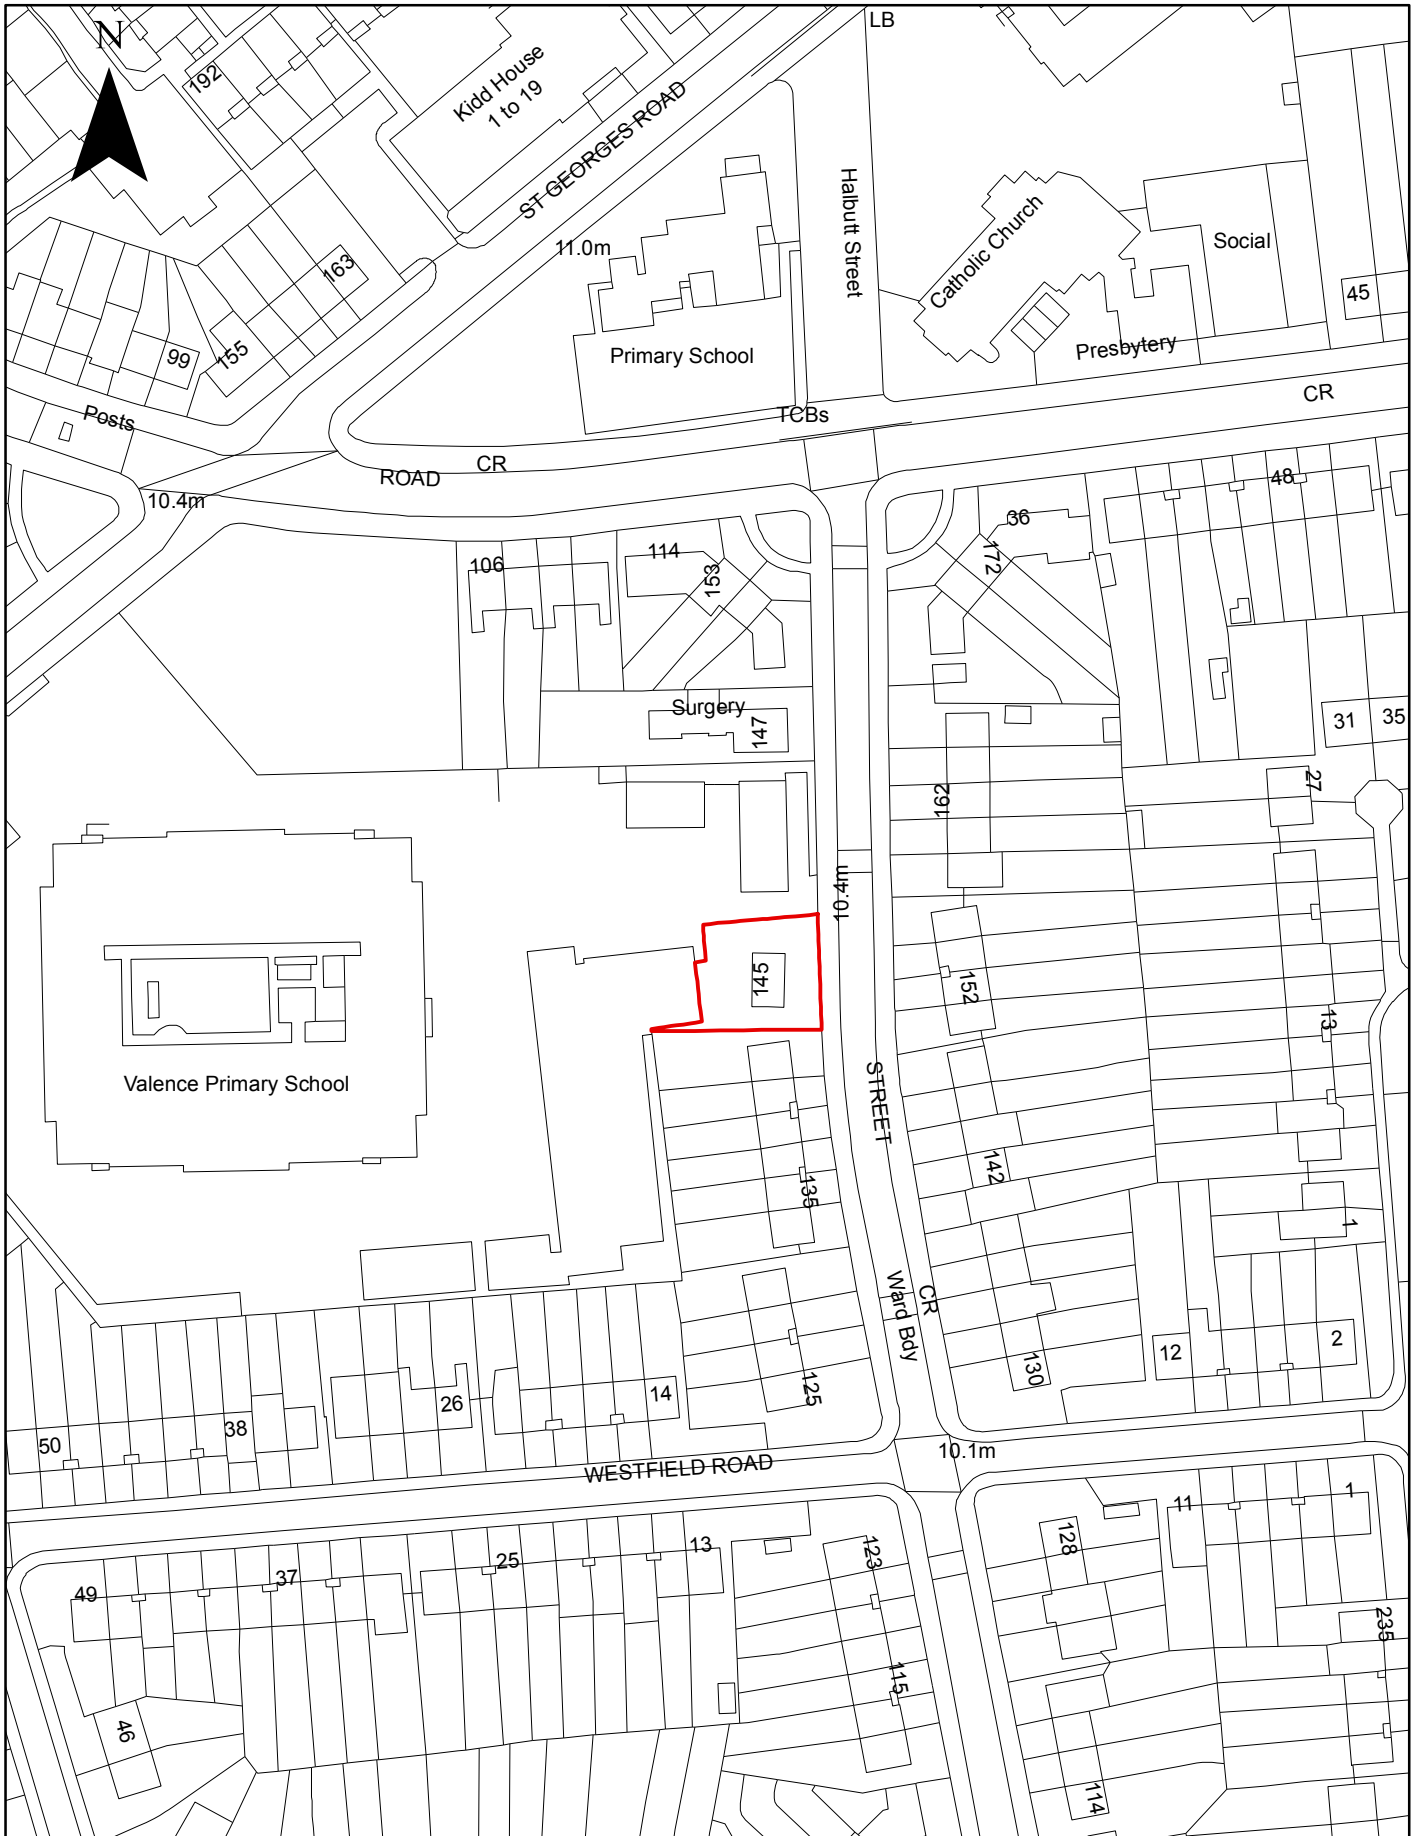 LB
N
192
Kidd House
1 to 19
ST GEORGES ROAD
Halbutt Street
11.0m
163
Catholic Church
Social
45
99
155
Primary School
Presbytery
Posts
TCBs
CR
CR
ROAD
10.4m
48
36
106
114
153
172
Surgery
147
31
35
27
162
10.4m
145
152
13
STREET
Valence Primary School
142
135
1
Ward Bdy
CR
12
2
130
125
14
26
38
50
WESTFIELD ROAD
10.1m
11
1
13
123
128
25
37
49
235
115
46
114